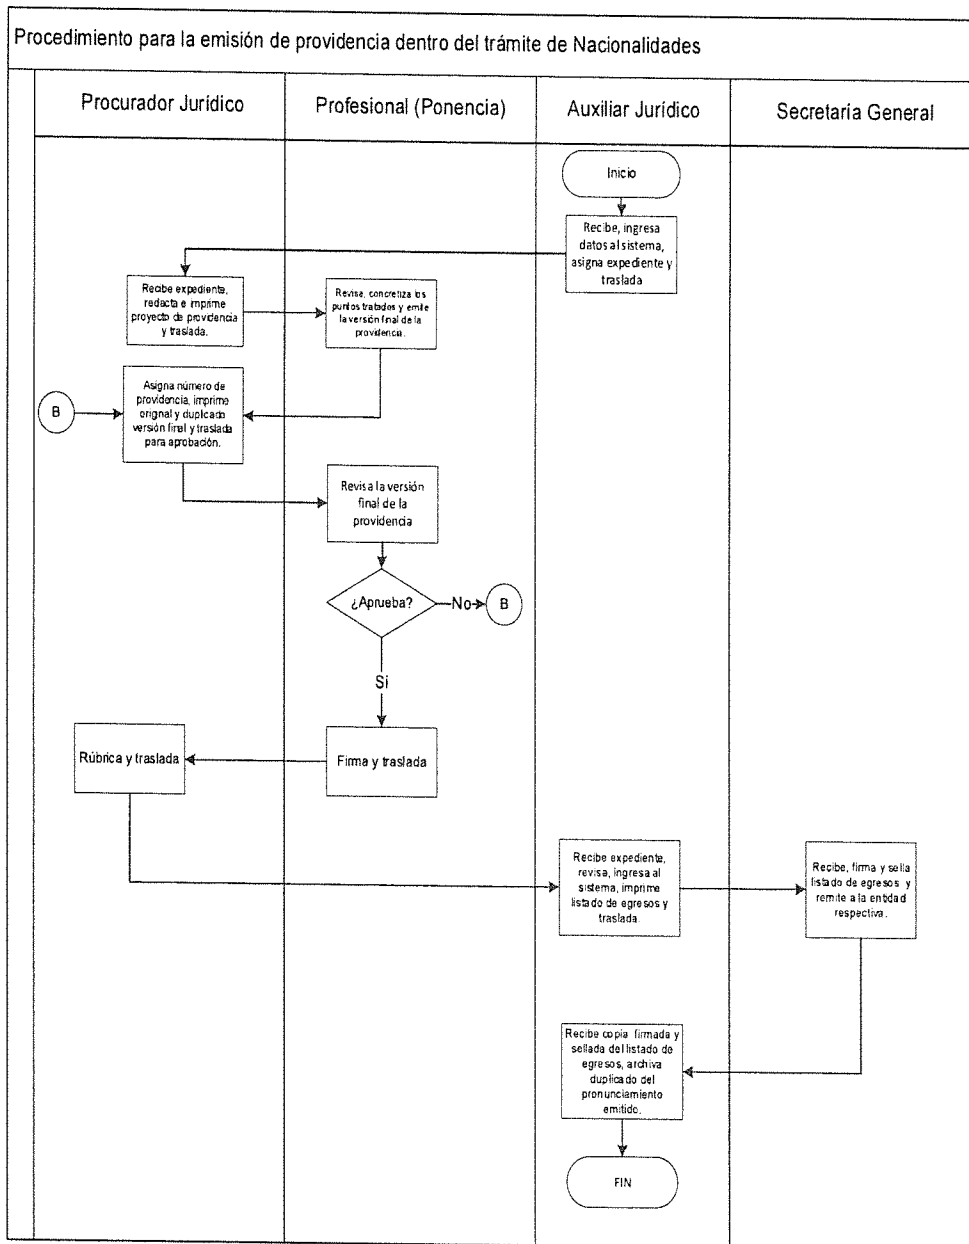 Procedimiento para la emisión de providencia dentro del trámite de Nacionalidades
Procurador Jurídico
Profesional (Ponencia)
Auxiliar Jurídico
Secretaría General
Inicio
Recibe, ingresa
datos al sistema,
asigna expediente y
traslada
Recibe expediente,
redacta e imprime
proyecto de providencia
y traslada.
Revisa, concretiza los
puntos tratados y emite
la versión final de la
providencia.
B
Asigna número de
providencia, imprime
original y duplicado
versión final y traslada
para aprobación.
Revisa la versión
final de la
providencia
¿Aprueba?
No
B
Sí
Firma y traslada
Rúbrica y traslada
Recibe expediente,
revisa, ingresa al
sistema, imprime
listado de egresos y
traslada.
Recibe, firma y sella
listado de egresos y
remite a la entidad
respectiva.
Recibe copia firmada y
sellada del listado de
egresos, archiva
duplicado del
pronunciamiento
emitido.
FIN